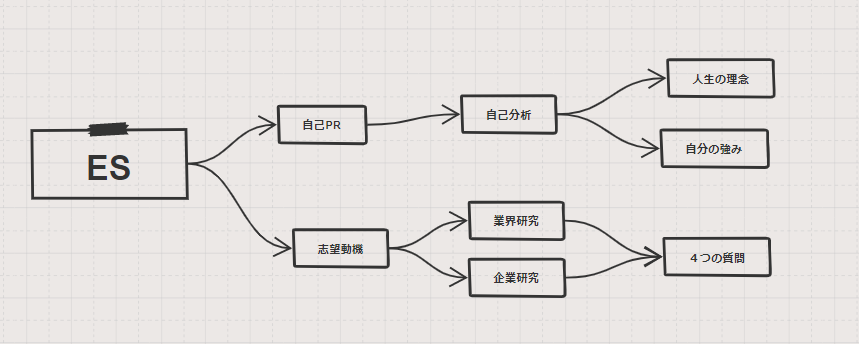 ES
自己PR
自己分析
人生の理念
自分の強み
志望動機
業界研究
企業研究
４つの質問